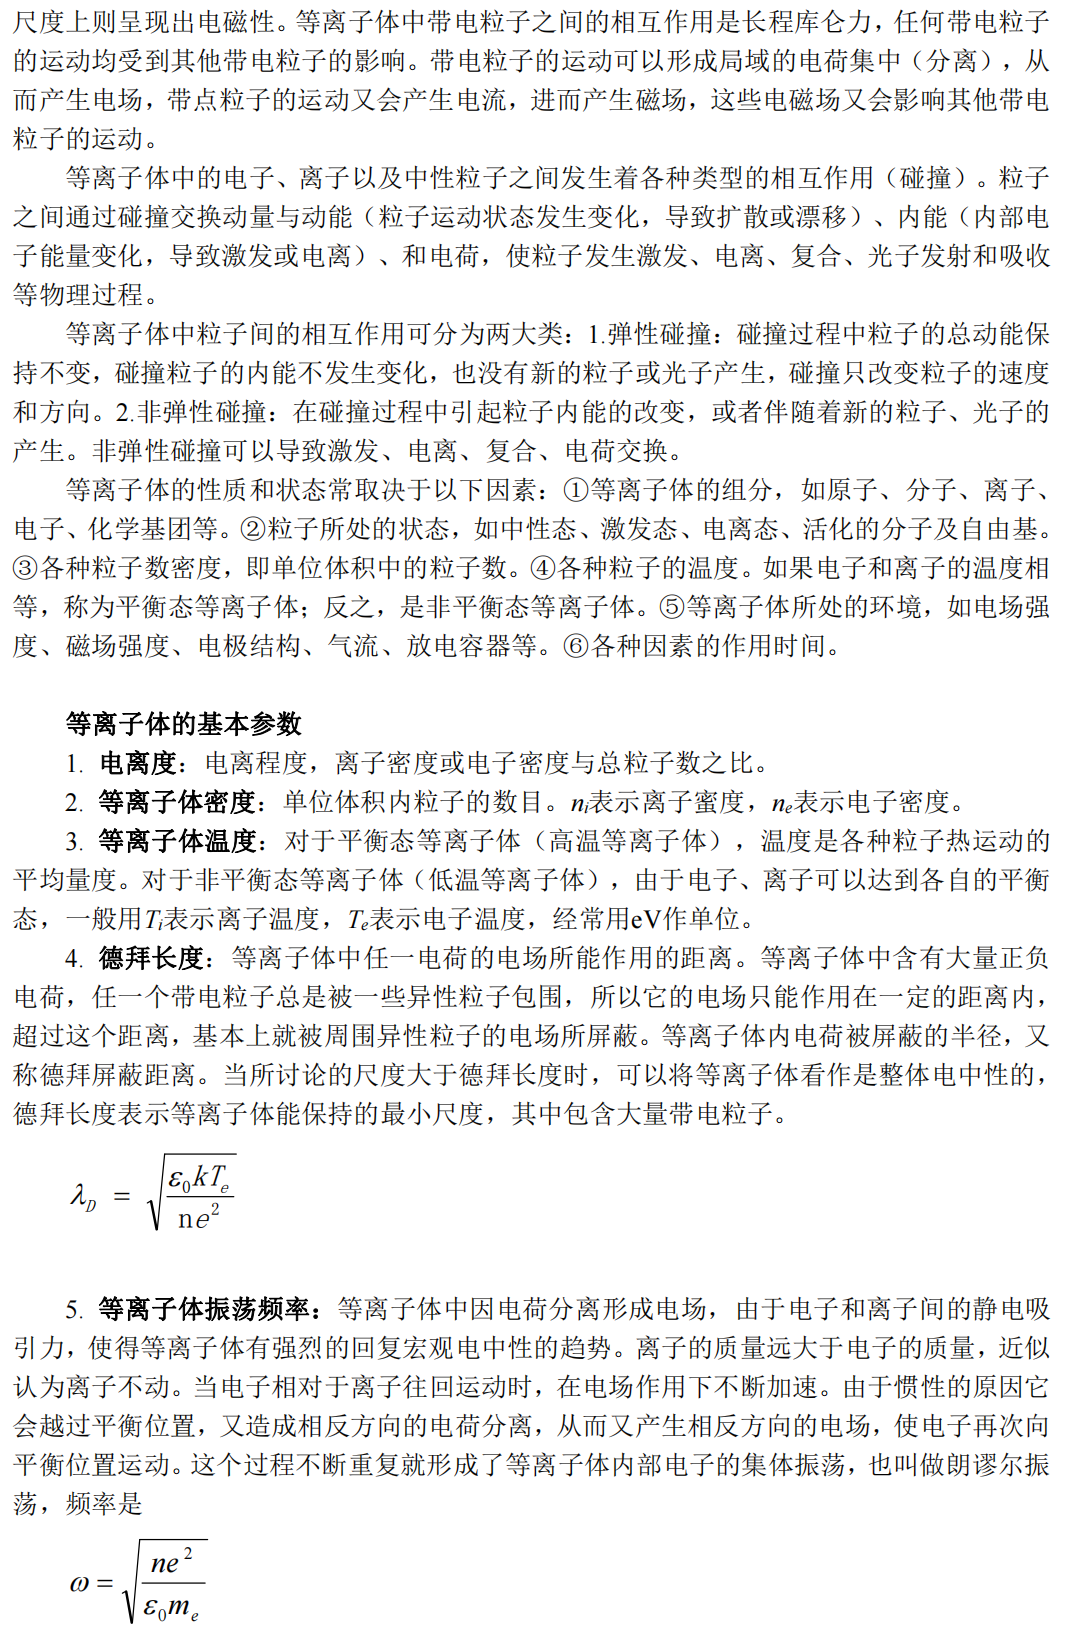 尺度上则呈现出电磁性。等离子体中带电粒子之间的相互作用是长程库仑力，任何带电粒子
的运动均受到其他带电粒子的影响。带电粒子的运动可以形成局域的电荷集中（分离），从
而产生电场，带点粒子的运动又会产生电流，进而产生磁场，这些电磁场又会影响其他带电
粒子的运动。
等离子体中的电子、离子以及中性粒子之间发生着各种类型的相互作用（碰撞）。粒子
之间通过碰撞交换动量与动能（粒子运动状态发生变化，导致扩散或漂移）、内能（内部电
子能量变化，导致激发或电离）、和电荷，使粒子发生激发、电离、复合、光子发射和吸收
等物理过程。
等离子体中粒子间的相互作用可分为两大类：1.弹性碰撞：碰撞过程中粒子的总动能保
持不变，碰撞粒子的内能不发生变化，也没有新的粒子或光子产生，碰撞只改变粒子的速度
和方向。2.非弹性碰撞：在碰撞过程中引起粒子内能的改变，或者伴随着新的粒子、光子的
产生。非弹性碰撞可以导致激发、电离、复合、电荷交换。
等离子体的性质和状态常取决于以下因素：①等离子体的组分，如原子、分子、离子、
电子、化学基团等。②粒子所处的状态，如中性态、激发态、电离态、活化的分子及自由基。
③各种粒子数密度，即单位体积中的粒子数。④各种粒子的温度。如果电子和离子的温度相
等，称为平衡态等离子体；反之，是非平衡态等离子体。⑤等离子体所处的环境，如电场强
度、磁场强度、电极结构、气流、放电容器等。⑥各种因素的作用时间。
等离子体的基本参数
1. 电离度：电离程度，离子密度或电子密度与总粒子数之比。
2. 等离子体密度：单位体积内粒子的数目。nᵢ表示离子蜜度，nₑ表示电子密度。
3. 等离子体温度：对于平衡态等离子体（高温等离子体），温度是各种粒子热运动的
平均量度。对于非平衡态等离子体（低温等离子体），由于电子、离子可以达到各自的平衡
态，一般用Tᵢ表示离子温度，Tₑ表示电子温度，经常用eV作单位。
4. 德拜长度：等离子体中任一电荷的电场所能作用的距离。等离子体中含有大量正负
电荷，任一个带电粒子总是被一些异性粒子包围，所以它的电场只能作用在一定的距离内，
超过这个距离，基本上就被周围异性粒子的电场所屏蔽。等离子体内电荷被屏蔽的半径，又
称德拜屏蔽距离。当所讨论的尺度大于德拜长度时，可以将等离子体看作是整体电中性的，
德拜长度表示等离子体能保持的最小尺度，其中包含大量带电粒子。
λ_D = √(ε₀kTₑ / ne²)
5. 等离子体振荡频率：等离子体中因电荷分离形成电场，由于电子和离子间的静电吸
引力，使得等离子体有强烈的回复宏观电中性的趋势。离子的质量远大于电子的质量，近似
认为离子不动。当电子相对于离子往回运动时，在电场作用下不断加速。由于惯性的原因它
会越过平衡位置，又造成相反方向的电荷分离，从而又产生相反方向的电场，使电子再次向
平衡位置运动。这个过程不断重复就形成了等离子体内部电子的集体振荡，也叫做朗谬尔振
荡，频率是
ω = √(ne² / ε₀mₑ)